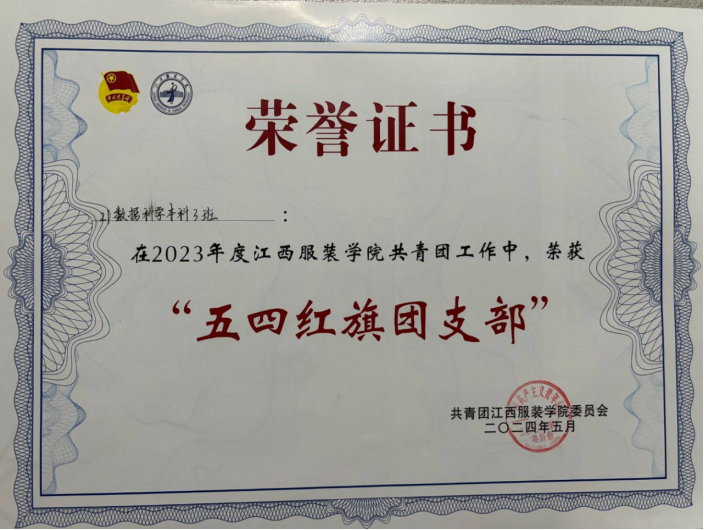 荣誉证书
21数据科学本科3班：
在2023年度江西服装学院共青团工作中，荣获
“五四红旗团支部”
共青团江西服装学院委员会
二〇二四年五月